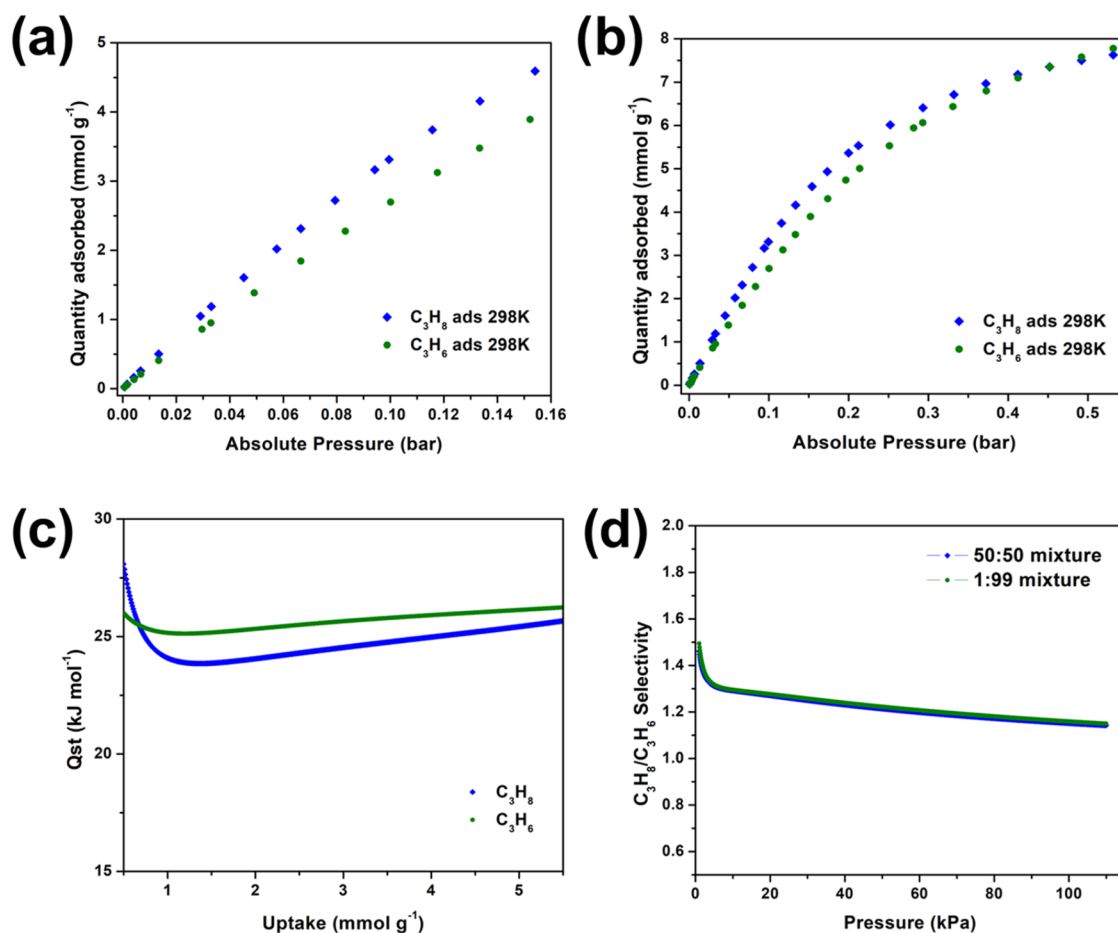 (a)
Quantity adsorbed (mmol g⁻¹)
5
4
3
2
1
0
0.00 0.02 0.04 0.06 0.08 0.10 0.12 0.14 0.16
Absolute Pressure (bar)
C₃H₈ ads 298K
C₃H₆ ads 298K
(b)
Quantity adsorbed (mmol g⁻¹)
8
7
6
5
4
3
2
1
0
0.0 0.1 0.2 0.3 0.4 0.5
Absolute Pressure (bar)
C₃H₈ ads 298K
C₃H₆ ads 298K
(c)
Qst (kJ mol⁻¹)
30
25
20
15
1 2 3 4 5
Uptake (mmol g⁻¹)
C₃H₈
C₃H₆
(d)
C₃H₈/C₃H₆ Selectivity
2.0
1.8
1.6
1.4
1.2
1.0
0.8
0.6
0 20 40 60 80 100
Pressure (kPa)
50:50 mixture
1:99 mixture